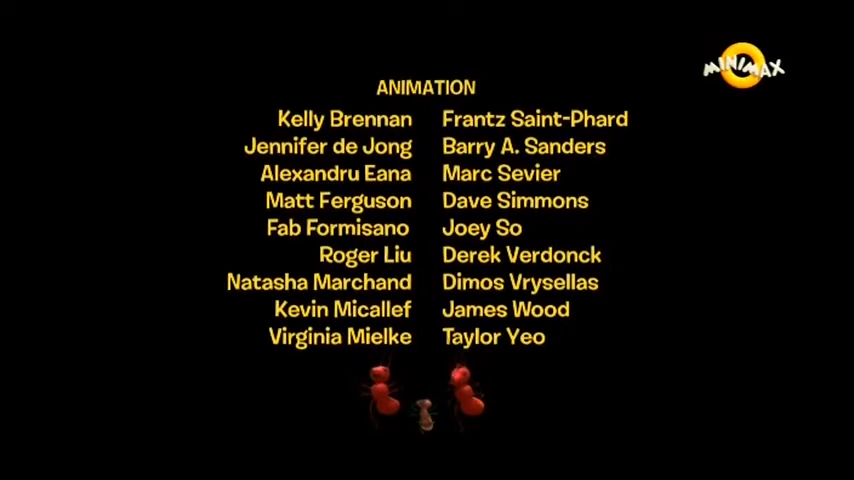 MINIMAX
ANIMATION
Kelly Brennan Frantz Saint-Phard
Jennifer de Jong Barry A. Sanders
Alexandru Eana Marc Sevier
Matt Ferguson Dave Simmons
Fab Formisano Joey So
Roger Liu Derek Verdonck
Natasha Marchand Dimos Vrysellas
Kevin Micallef James Wood
Virginia Mielke Taylor Yeo